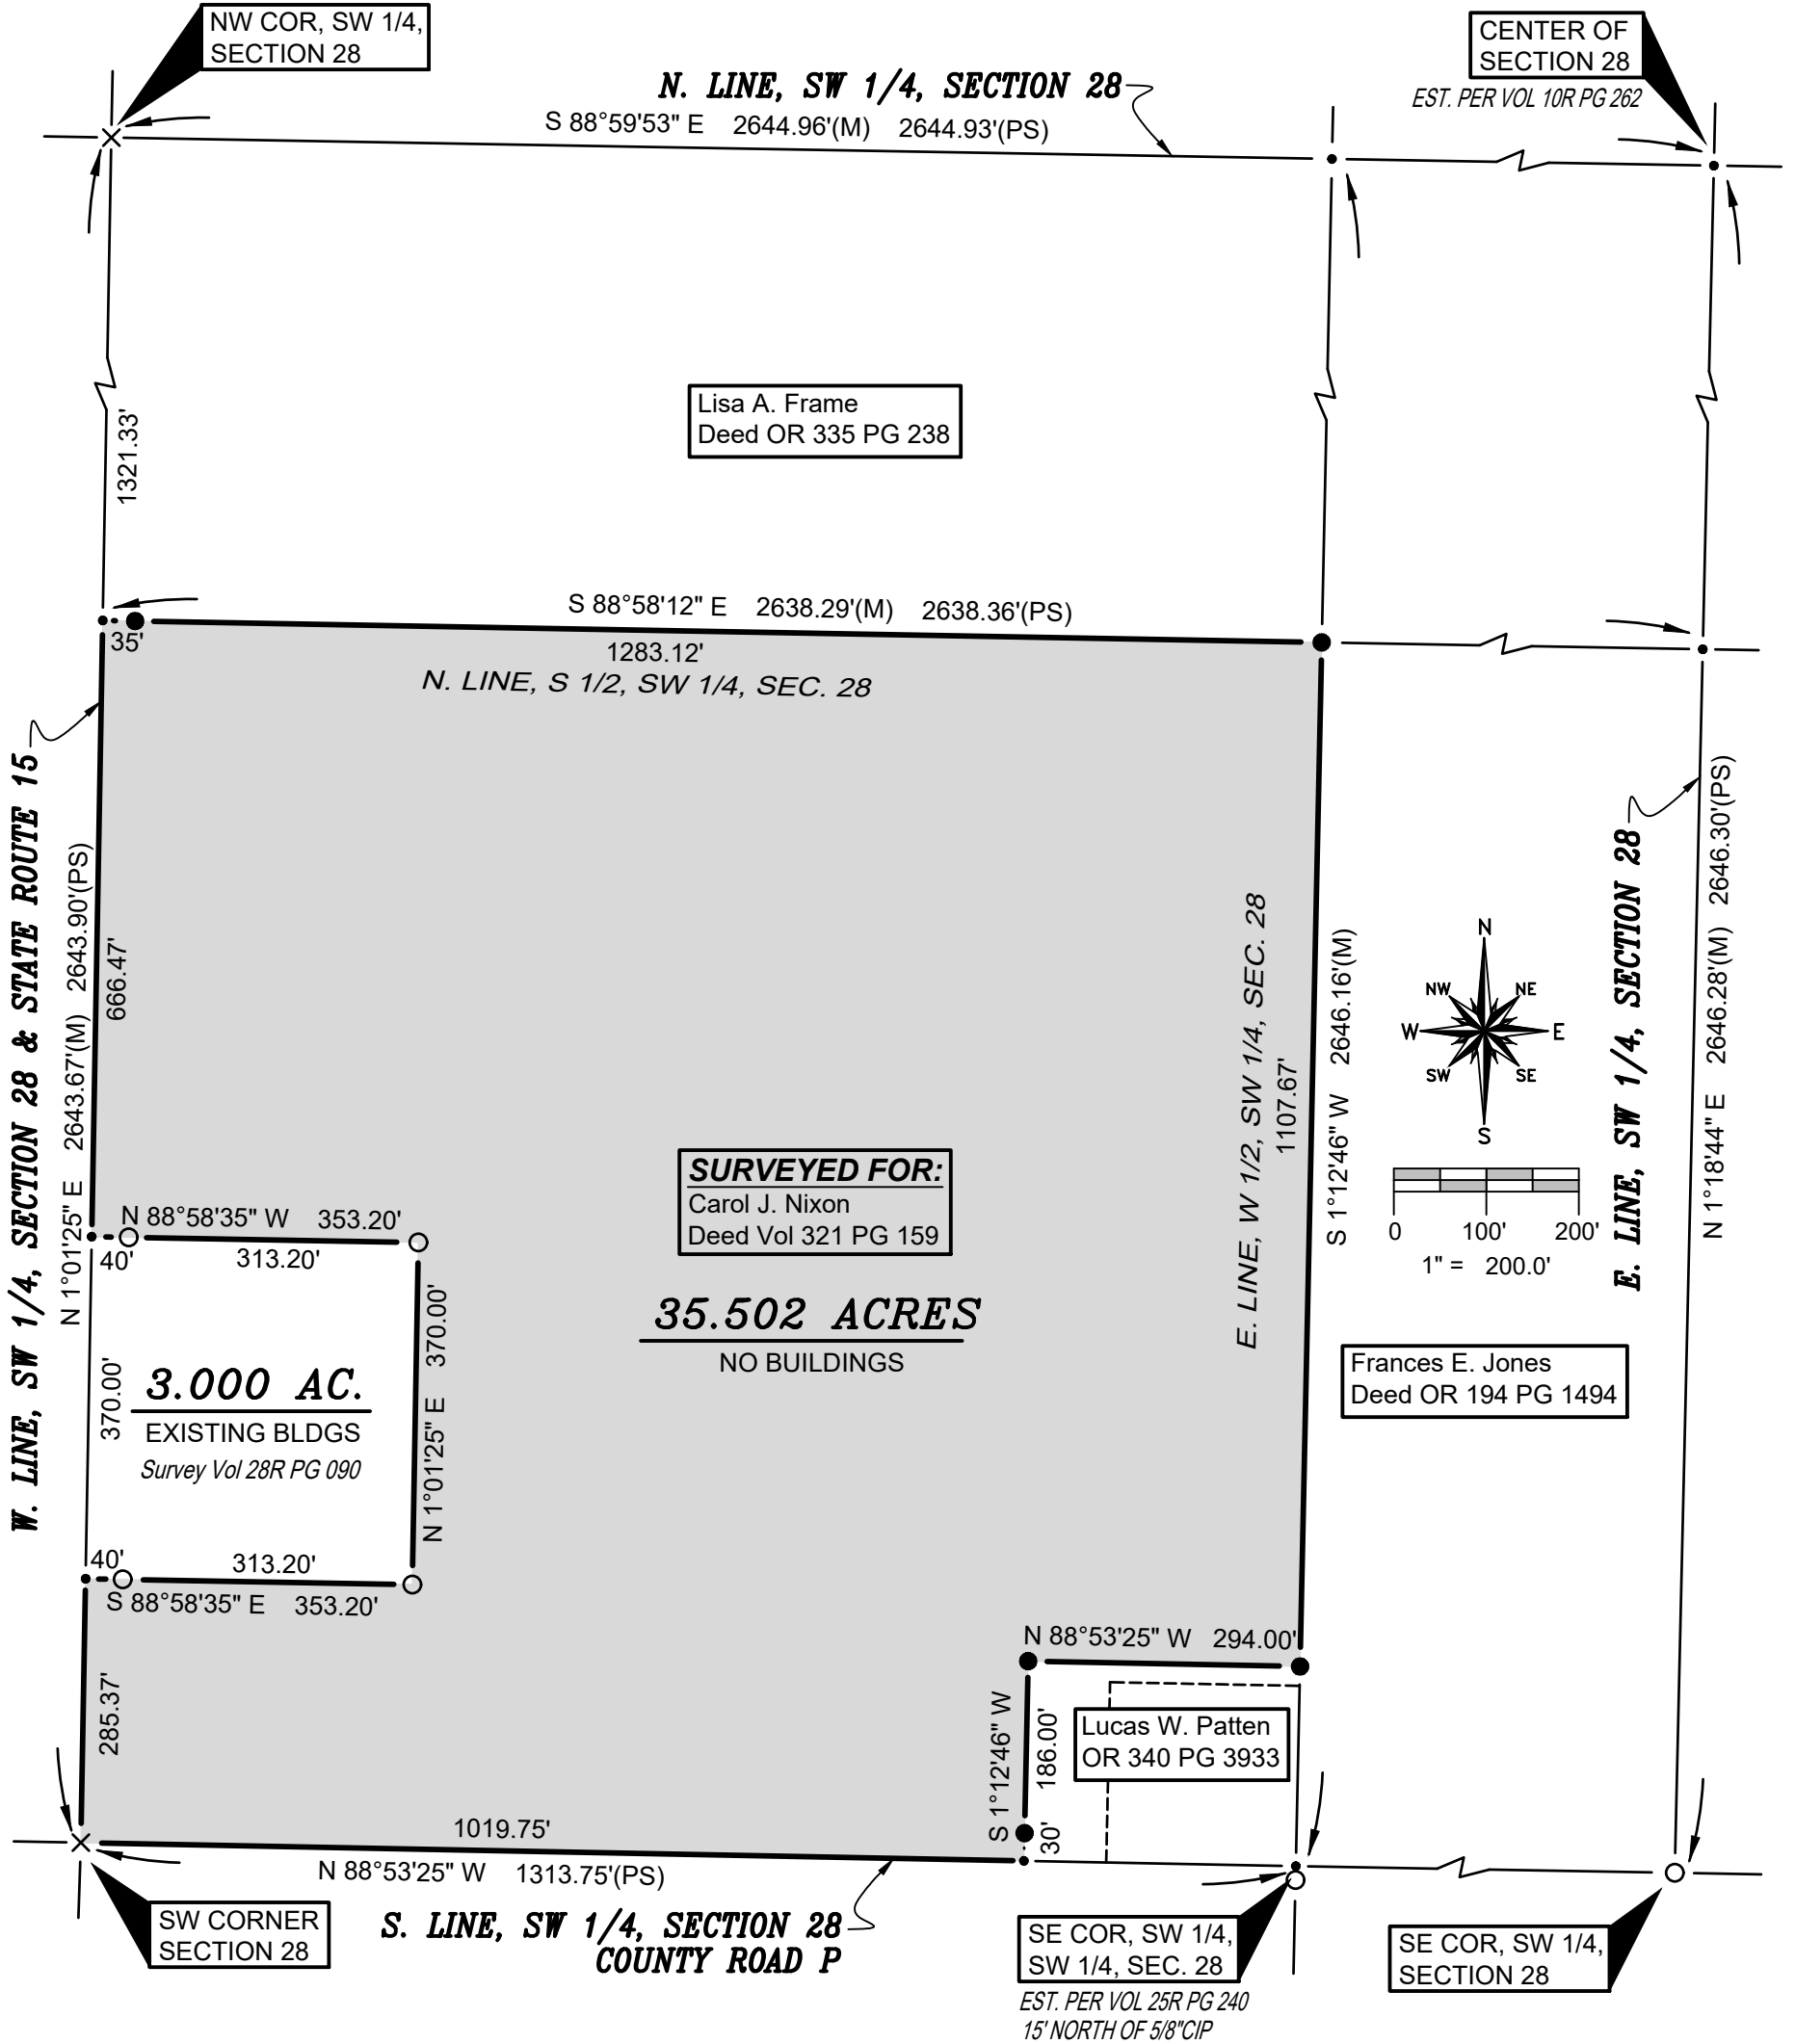 NW COR, SW 1/4,
SECTION 28
CENTER OF
SECTION 28
EST. PER VOL 10R PG 262
N. LINE, SW 1/4, SECTION 28
S 88°59'53" E 2644.96'(M) 2644.93'(PS)
Lisa A. Frame
Deed OR 335 PG 238
1321.33'
S 88°58'12" E 2638.29'(M) 2638.36'(PS)
35'
1283.12'
N. LINE, S 1/2, SW 1/4, SEC. 28
W. LINE, SW 1/4, SECTION 28 & STATE ROUTE 15
N 1°01'25" E 2643.67'(M) 2643.90'(PS)
666.47'
E. LINE, W 1/2, SW 1/4, SEC. 28
1107.67'
S 1°12'46" W 2646.16'(M)
N
NW
NE
W
E
SW
SE
S
0 100' 200'
1" = 200.0'
E. LINE, SW 1/4, SECTION 28
N 1°18'44" E 2646.28'(M) 2646.30'(PS)
SURVEYED FOR:
Carol J. Nixon
Deed Vol 321 PG 159
35.502 ACRES
NO BUILDINGS
N 88°58'35" W 353.20'
40'
313.20'
370.00'
3.000 AC.
EXISTING BLDGS
Survey Vol 28R PG 090
N 1°01'25" E 370.00'
40'
313.20'
S 88°58'35" E 353.20'
Frances E. Jones
Deed OR 194 PG 1494
285.37'
N 88°53'25" W 294.00'
S 1°12'46" W
186.00'
30'
Lucas W. Patten
OR 340 PG 3933
1019.75'
N 88°53'25" W 1313.75'(PS)
SW CORNER
SECTION 28
S. LINE, SW 1/4, SECTION 28
COUNTY ROAD P
SE COR, SW 1/4,
SW 1/4, SEC. 28
EST. PER VOL 25R PG 240
15' NORTH OF 5/8"CIP
SE COR, SW 1/4,
SECTION 28